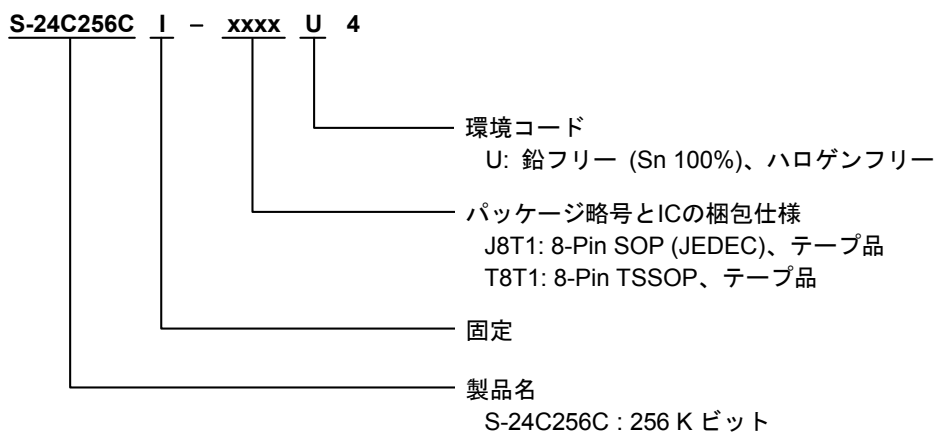 S-24C256C I – xxxx U 4
環境コード
U: 鉛フリー (Sn 100%)、ハロゲンフリー
パッケージ略号とICの梱包仕様
J8T1: 8-Pin SOP (JEDEC)、テープ品
T8T1: 8-Pin TSSOP、テープ品
固定
製品名
S-24C256C : 256 K ビット